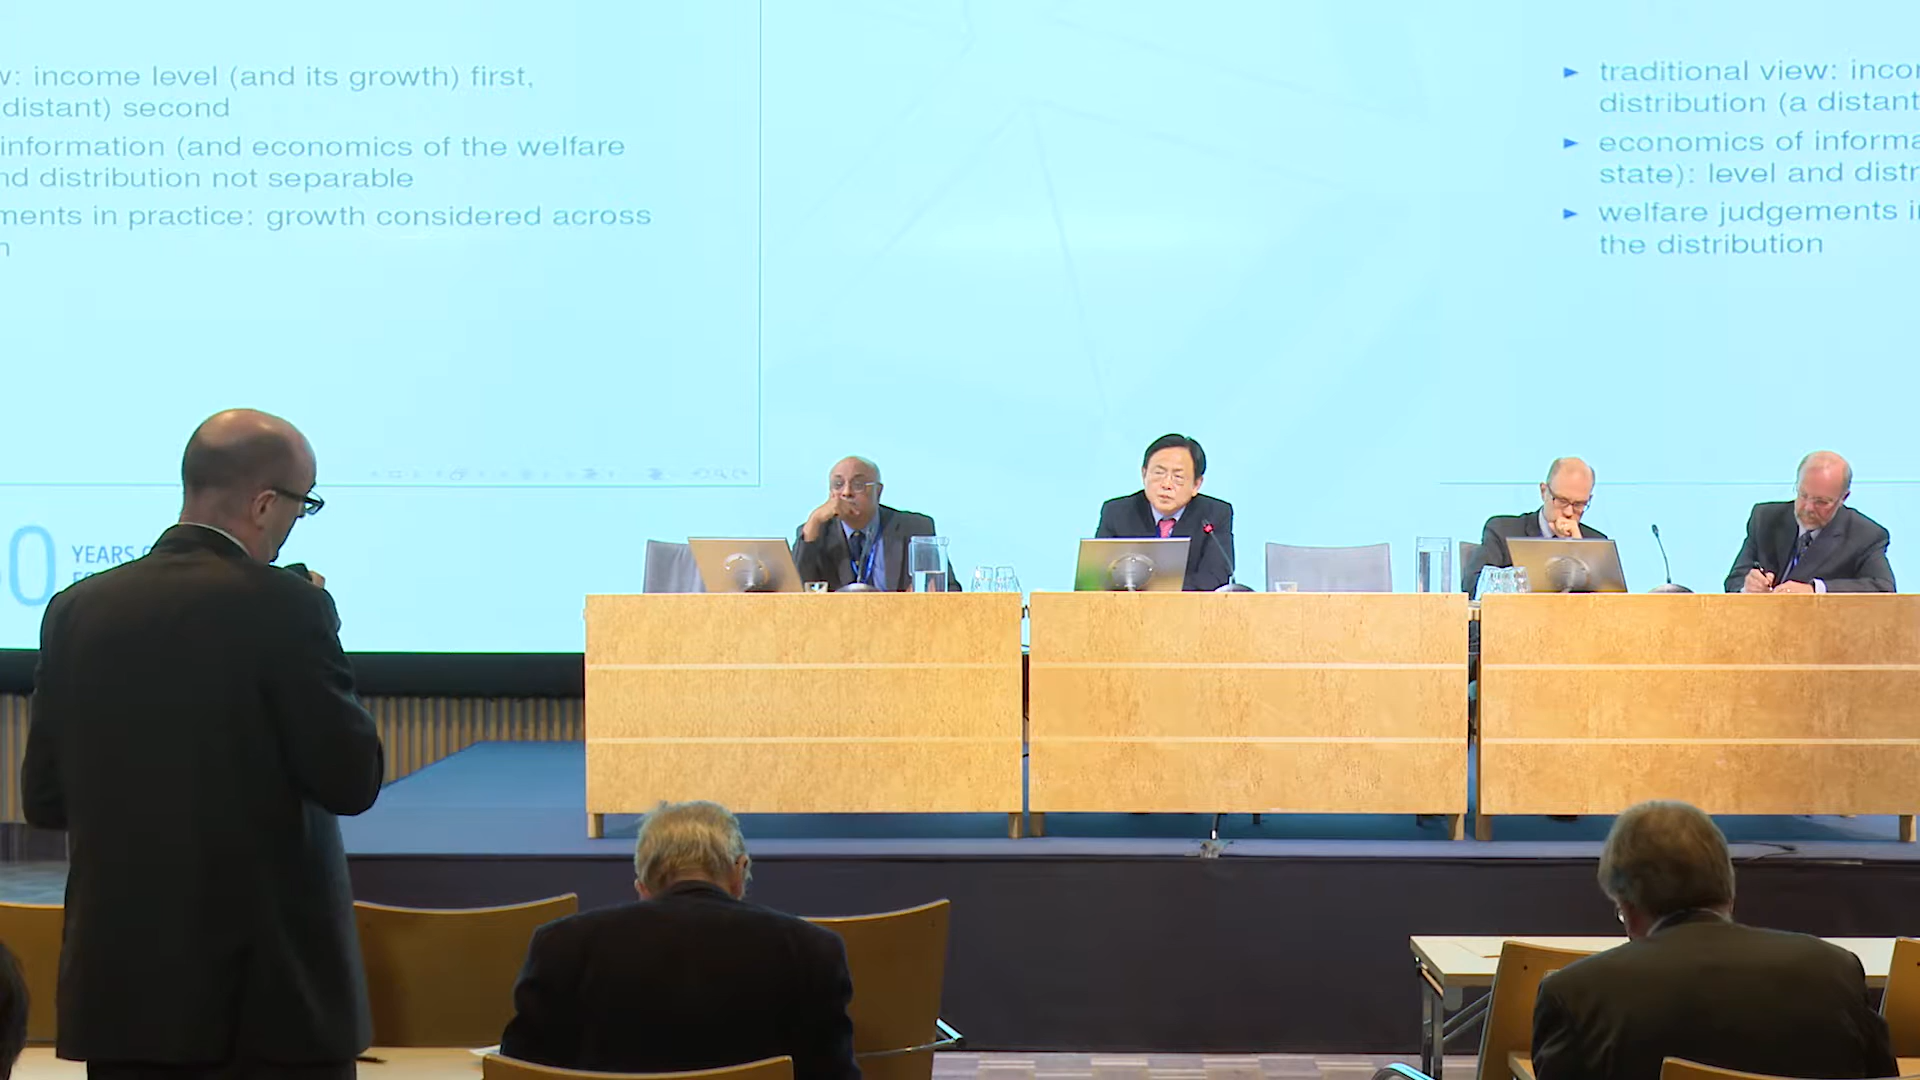 : income level (and its growth) first,
distant) second
information (and economics of the welfare
nd distribution not separable
ments in practice: growth considered across
n
0 YEARS
traditional view: inco
distribution (a distant
economics of informa
state): level and distr
welfare judgements i
the distribution